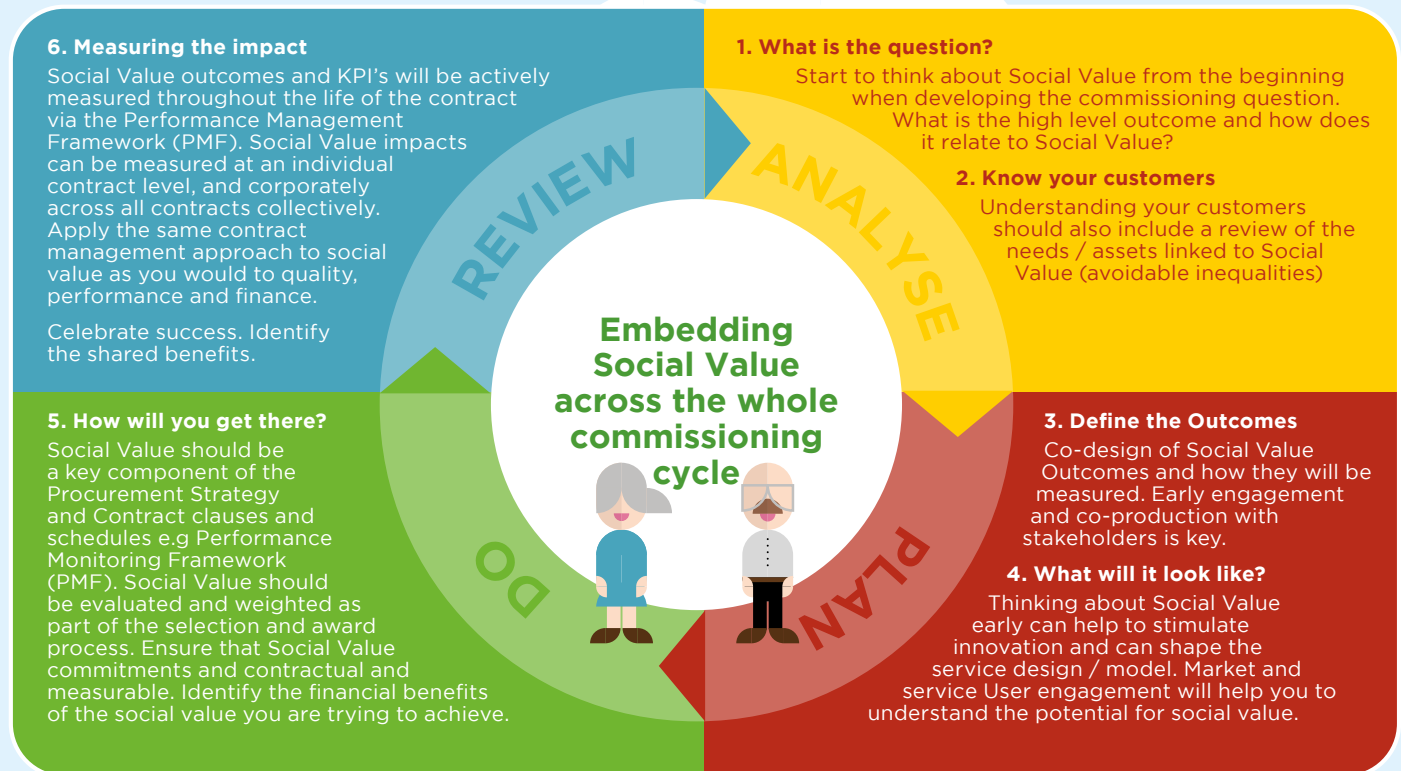 6. Measuring the impact
Social Value outcomes and KPI's will be actively
measured throughout the life of the contract
via the Performance Management
Framework (PMF). Social Value impacts
can be measured at an individual
contract level, and corporately
across all contracts collectively.
Apply the same contract
management approach to social
value as you would to quality,
performance and finance.
Celebrate success. Identify
the shared benefits.
1. What is the question?
Start to think about Social Value from the beginning
when developing the commissioning question.
What is the high level outcome and how does
it relate to Social Value?
2. Know your customers
Understanding your customers
should also include a review of the
needs / assets linked to Social
Value (avoidable inequalities)
REVIEW
ANALYSE
Embedding
Social Value
across the whole
commissioning
cycle
5. How will you get there?
Social Value should be
a key component of the
Procurement Strategy
and Contract clauses and
schedules e.g Performance
Monitoring Framework
(PMF). Social Value should
be evaluated and weighted as
part of the selection and award
process. Ensure that Social Value
commitments and contractual and
measurable. Identify the financial benefits
of the social value you are trying to achieve.
DO
PLAN
3. Define the Outcomes
Co-design of Social Value
Outcomes and how they will be
measured. Early engagement
and co-production with
stakeholders is key.
4. What will it look like?
Thinking about Social Value
early can help to stimulate
innovation and can shape the
service design / model. Market and
service User engagement will help you to
understand the potential for social value.